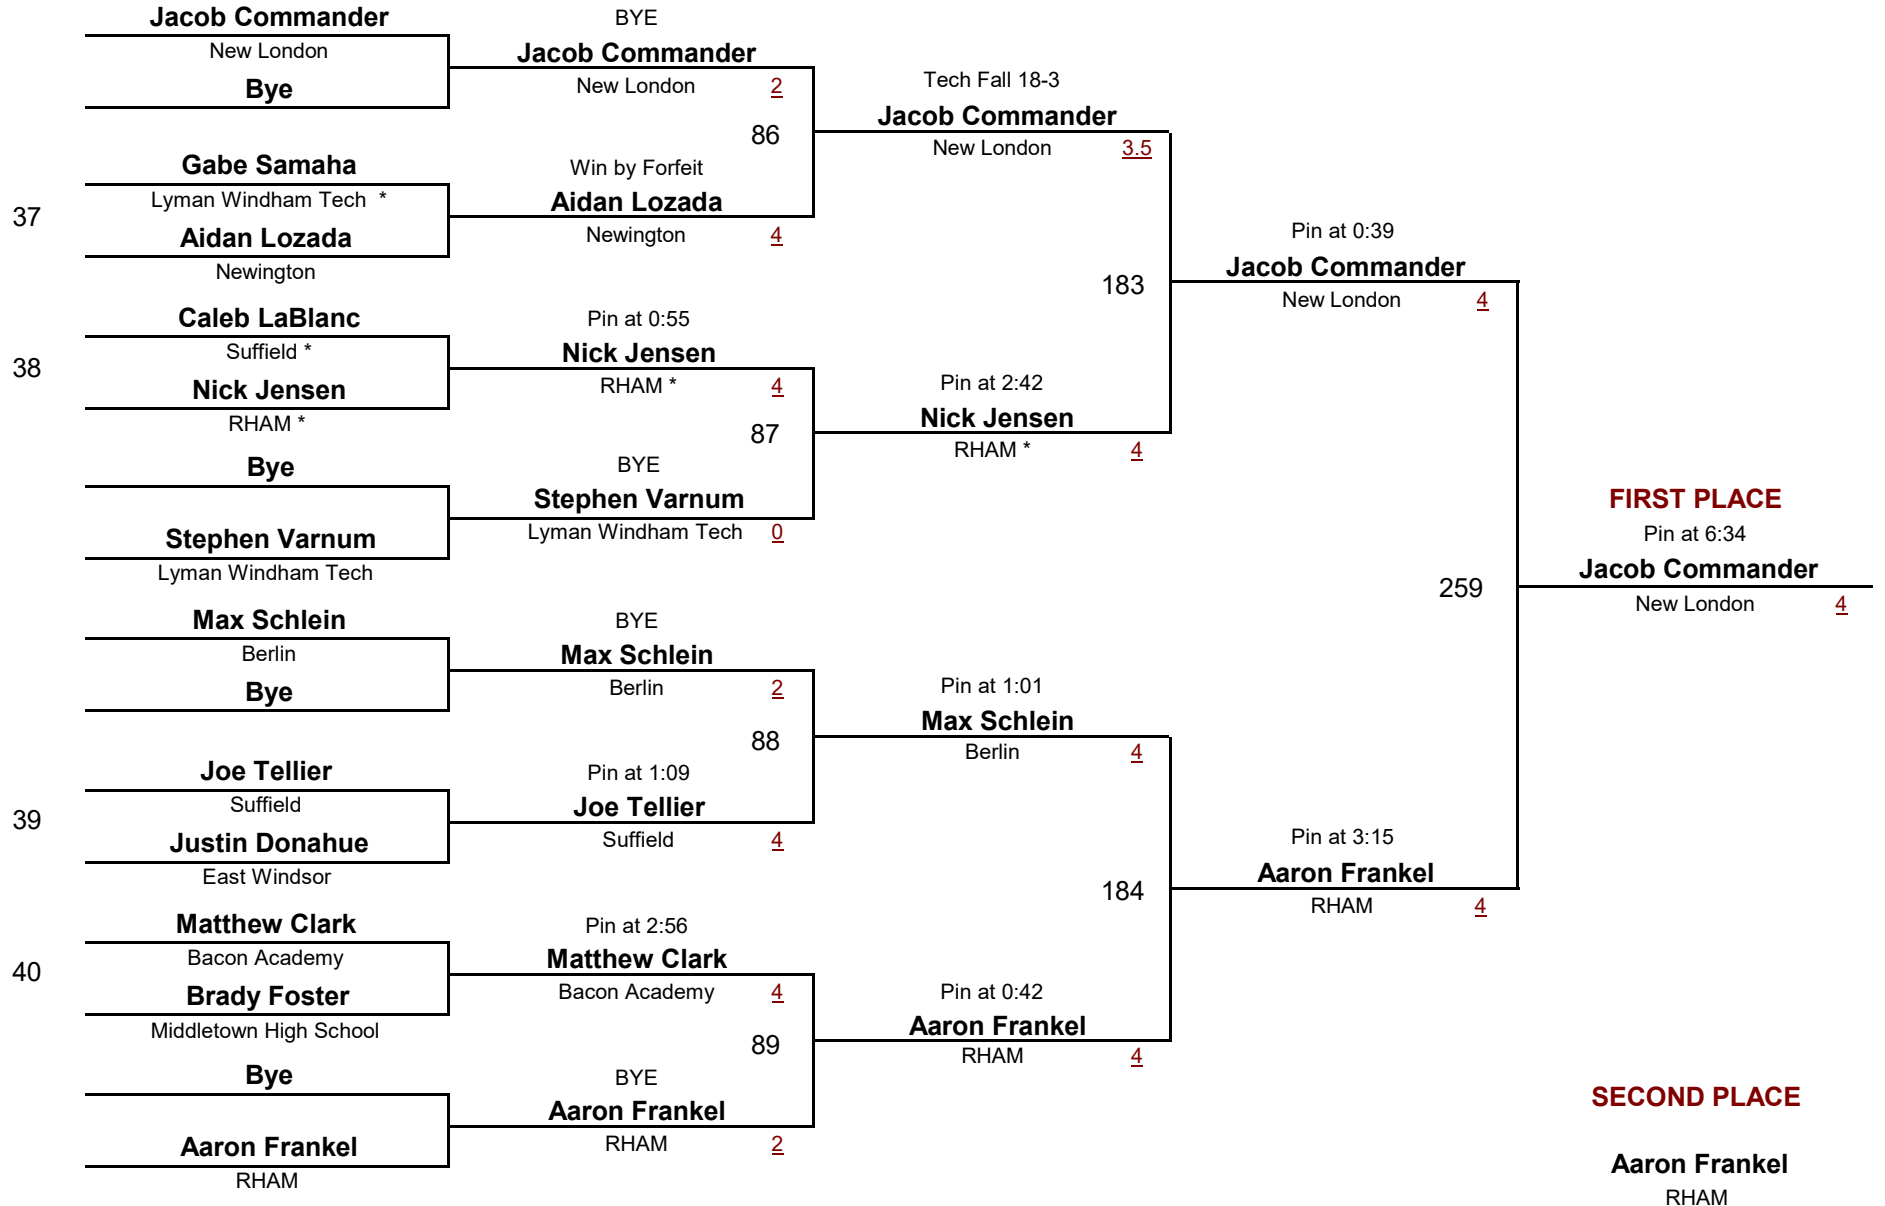 Jacob Commander
New London
Bye
37
Gabe Samaha
Lyman Windham Tech *
Aidan Lozada
Newington
38
Caleb LaBlanc
Suffield *
Nick Jensen
RHAM *
Bye
Stephen Varnum
Lyman Windham Tech
Max Schlein
Berlin
Bye
39
Joe Tellier
Suffield
Justin Donahue
East Windsor
40
Matthew Clark
Bacon Academy
Brady Foster
Middletown High School
Bye
Aaron Frankel
RHAM
BYE
Jacob Commander
New London 2
86
Win by Forfeit
Aidan Lozada
Newington 4
Pin at 0:55
Nick Jensen
RHAM * 4
87
BYE
Stephen Varnum
Lyman Windham Tech 0
BYE
Max Schlein
Berlin 2
88
Pin at 1:09
Joe Tellier
Suffield 4
Pin at 2:56
Matthew Clark
Bacon Academy 4
89
BYE
Aaron Frankel
RHAM 2
Tech Fall 18-3
Jacob Commander
New London 3.5
183
Pin at 2:42
Nick Jensen
RHAM * 4
Pin at 1:01
Max Schlein
Berlin 4
184
Pin at 0:42
Aaron Frankel
RHAM 4
Pin at 0:39
Jacob Commander
New London 4
259
Pin at 3:15
Aaron Frankel
RHAM 4
FIRST PLACE
Pin at 6:34
Jacob Commander
New London 4
SECOND PLACE
Aaron Frankel
RHAM